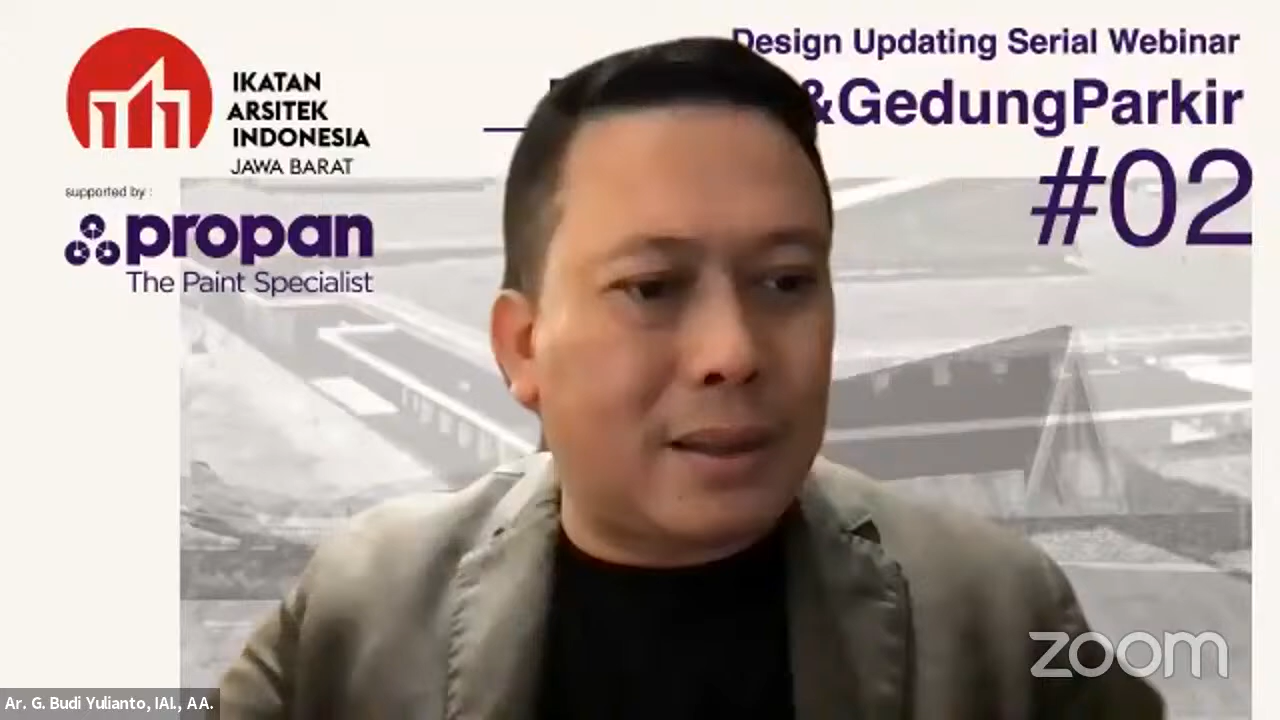 IKATAN
ARSITEK
INDONESIA
JAWA BARAT
supported by :
propan
The Paint Specialist
Design Updating Serial Webinar
&GedungParkir
#02
zoom
Ar. G. Budi Yulianto, IAI., AA.